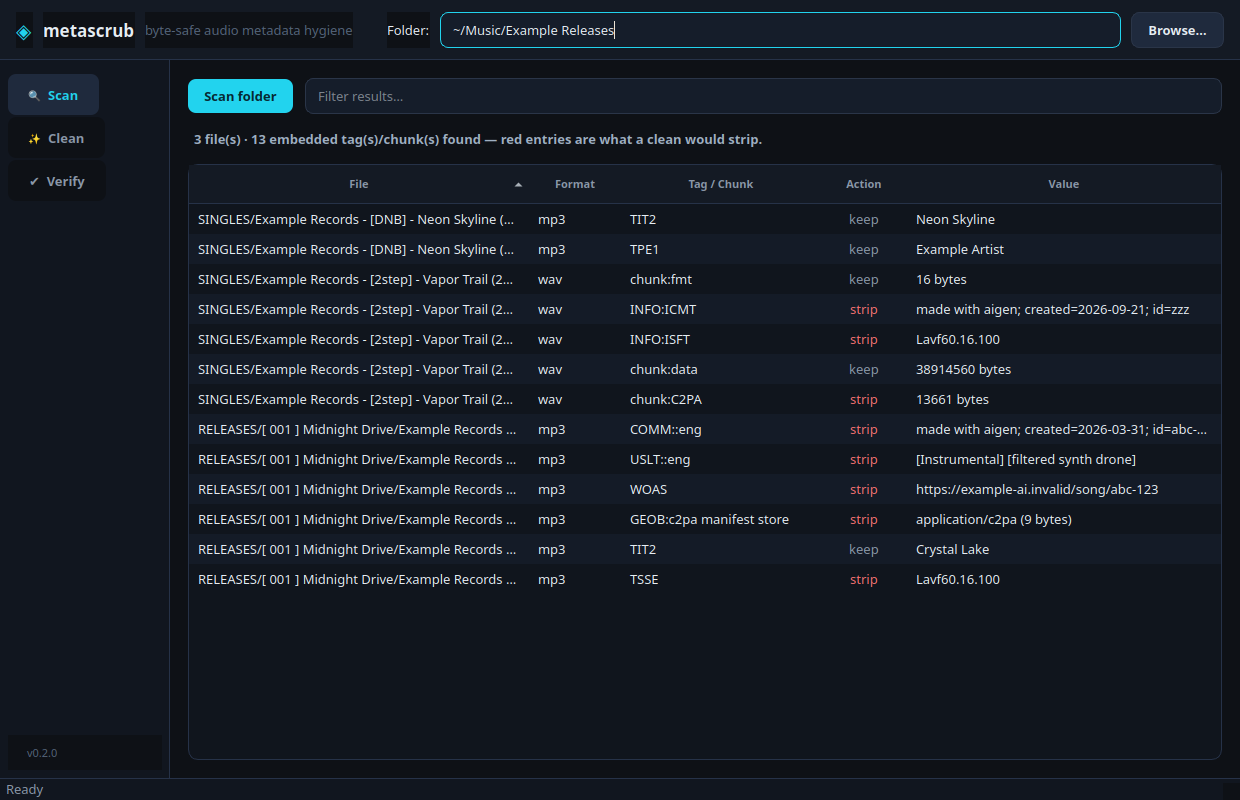 ◈ metascrub byte-safe audio metadata hygiene Folder: ~/Music/Example Releases Browse...
🔍 Scan
✨ Clean
✔ Verify
Scan folder Filter results...
3 file(s) · 13 embedded tag(s)/chunk(s) found — red entries are what a clean would strip.
File Format Tag / Chunk Action Value
SINGLES/Example Records - [DNB] - Neon Skyline (... mp3 TIT2 keep Neon Skyline
SINGLES/Example Records - [DNB] - Neon Skyline (... mp3 TPE1 keep Example Artist
SINGLES/Example Records - [2step] - Vapor Trail (2... wav chunk:fmt keep 16 bytes
SINGLES/Example Records - [2step] - Vapor Trail (2... wav INFO:ICMT strip made with aigen; created=2026-09-21; id=zzz
SINGLES/Example Records - [2step] - Vapor Trail (2... wav INFO:ISFT strip Lavf60.16.100
SINGLES/Example Records - [2step] - Vapor Trail (2... wav chunk:data keep 38914560 bytes
SINGLES/Example Records - [2step] - Vapor Trail (2... wav chunk:C2PA strip 13661 bytes
RELEASES/[ 001 ] Midnight Drive/Example Records ... mp3 COMM::eng strip made with aigen; created=2026-03-31; id=abc-...
RELEASES/[ 001 ] Midnight Drive/Example Records ... mp3 USLT::eng strip [Instrumental] [filtered synth drone]
RELEASES/[ 001 ] Midnight Drive/Example Records ... mp3 WOAS strip https://example-ai.invalid/song/abc-123
RELEASES/[ 001 ] Midnight Drive/Example Records ... mp3 GEOB:c2pa manifest store strip application/c2pa (9 bytes)
RELEASES/[ 001 ] Midnight Drive/Example Records ... mp3 TIT2 keep Crystal Lake
RELEASES/[ 001 ] Midnight Drive/Example Records ... mp3 TSSE strip Lavf60.16.100
v0.2.0
Ready